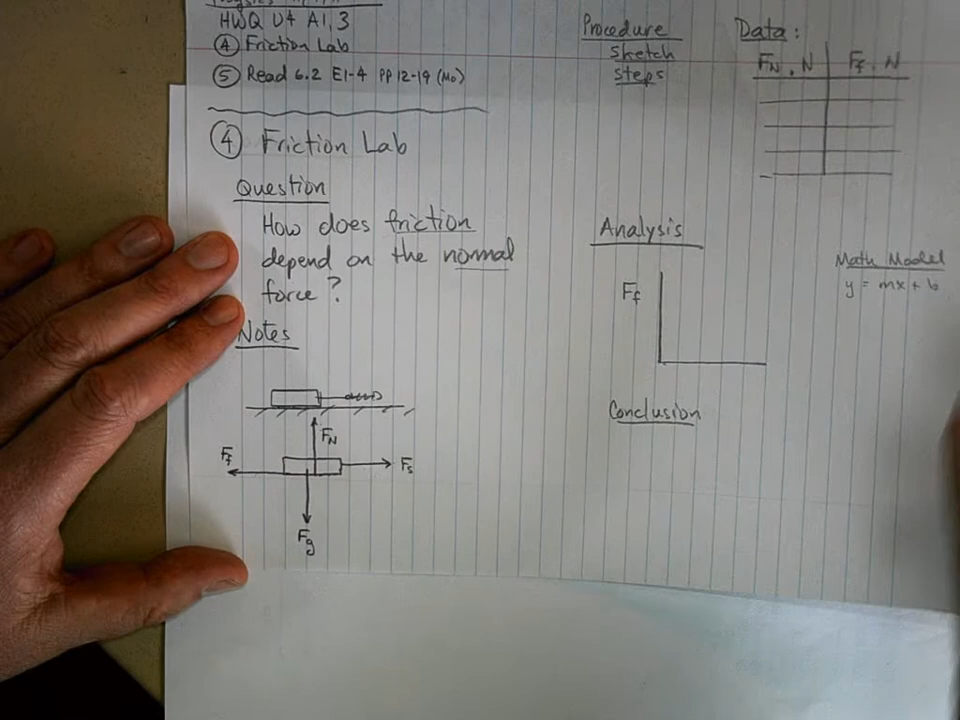 HWQ U4 A1,3
④ Friction Lab
⑤ Read 6.2 E1-4 pp 12-19 (Mo)
④ Friction Lab
Question
How does friction
depend on the normal
force?
Notes
FN
Ff
Fs
Fg
Procedure
sketch
steps
Data:
FN, N Ff, N
Analysis
Ff
Math Model
y = mx + b
Conclusion